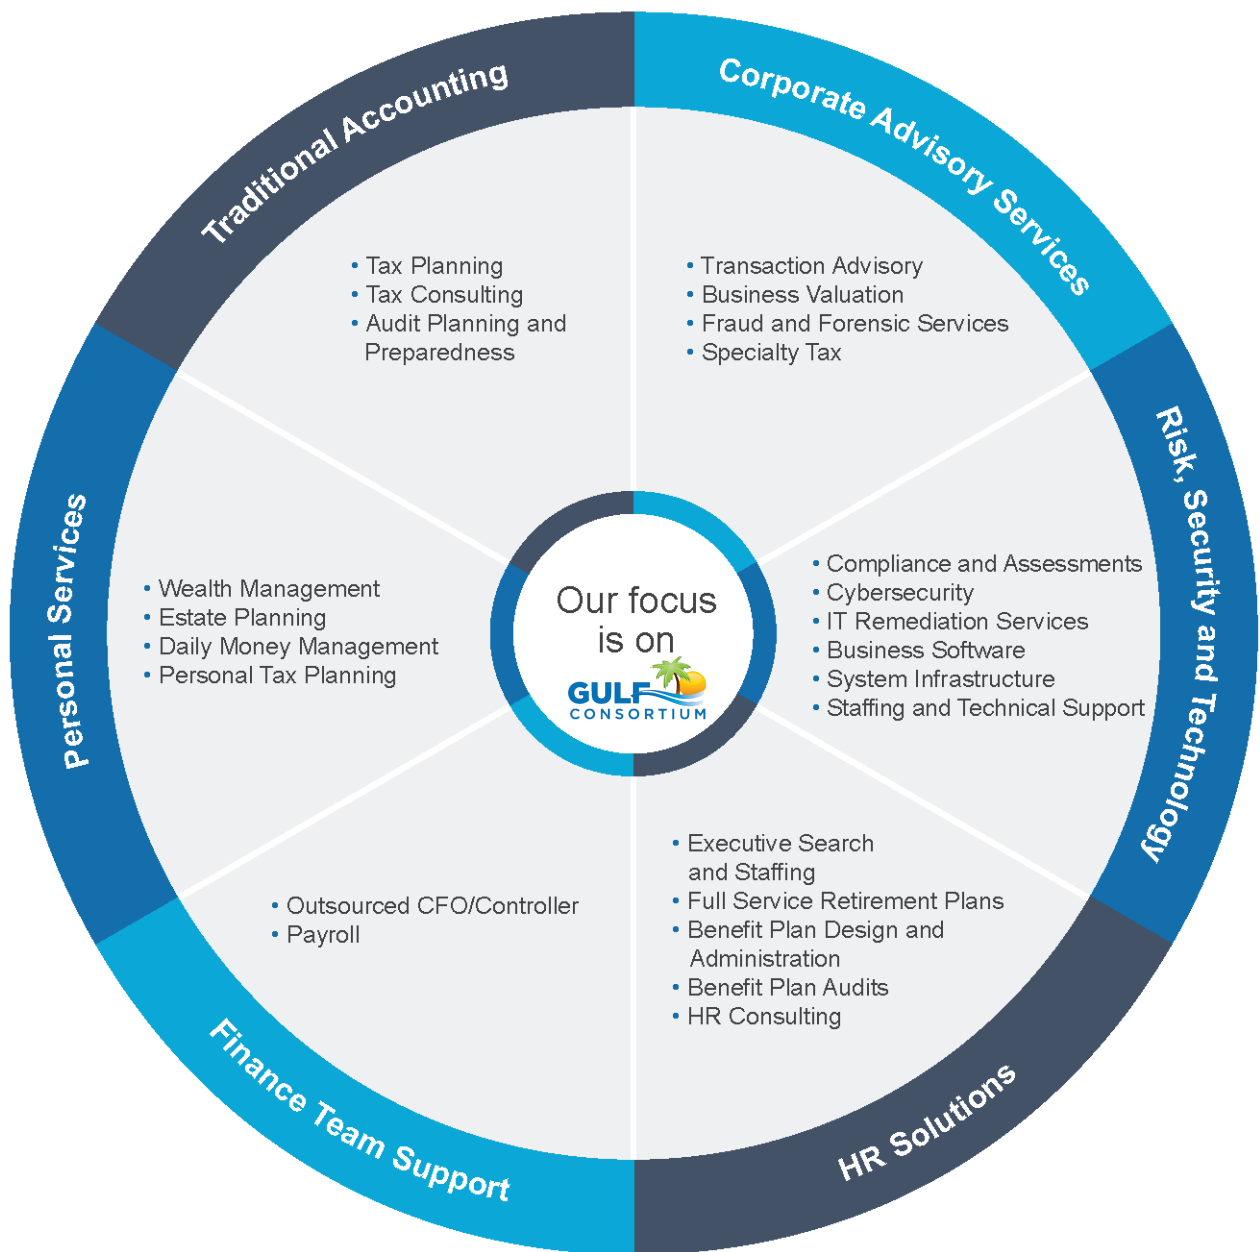 Traditional Accounting
• Tax Planning
• Tax Consulting
• Audit Planning and
Preparedness
Corporate Advisory Services
• Transaction Advisory
• Business Valuation
• Fraud and Forensic Services
• Specialty Tax
Risk, Security and Technology
• Compliance and Assessments
• Cybersecurity
• IT Remediation Services
• Business Software
• System Infrastructure
• Staffing and Technical Support
HR Solutions
• Executive Search
and Staffing
• Full Service Retirement Plans
• Benefit Plan Design and
Administration
• Benefit Plan Audits
• HR Consulting
Finance Team Support
• Outsourced CFO/Controller
• Payroll
Personal Services
• Wealth Management
• Estate Planning
• Daily Money Management
• Personal Tax Planning
Our focus
is on
GULF
CONSORTIUM